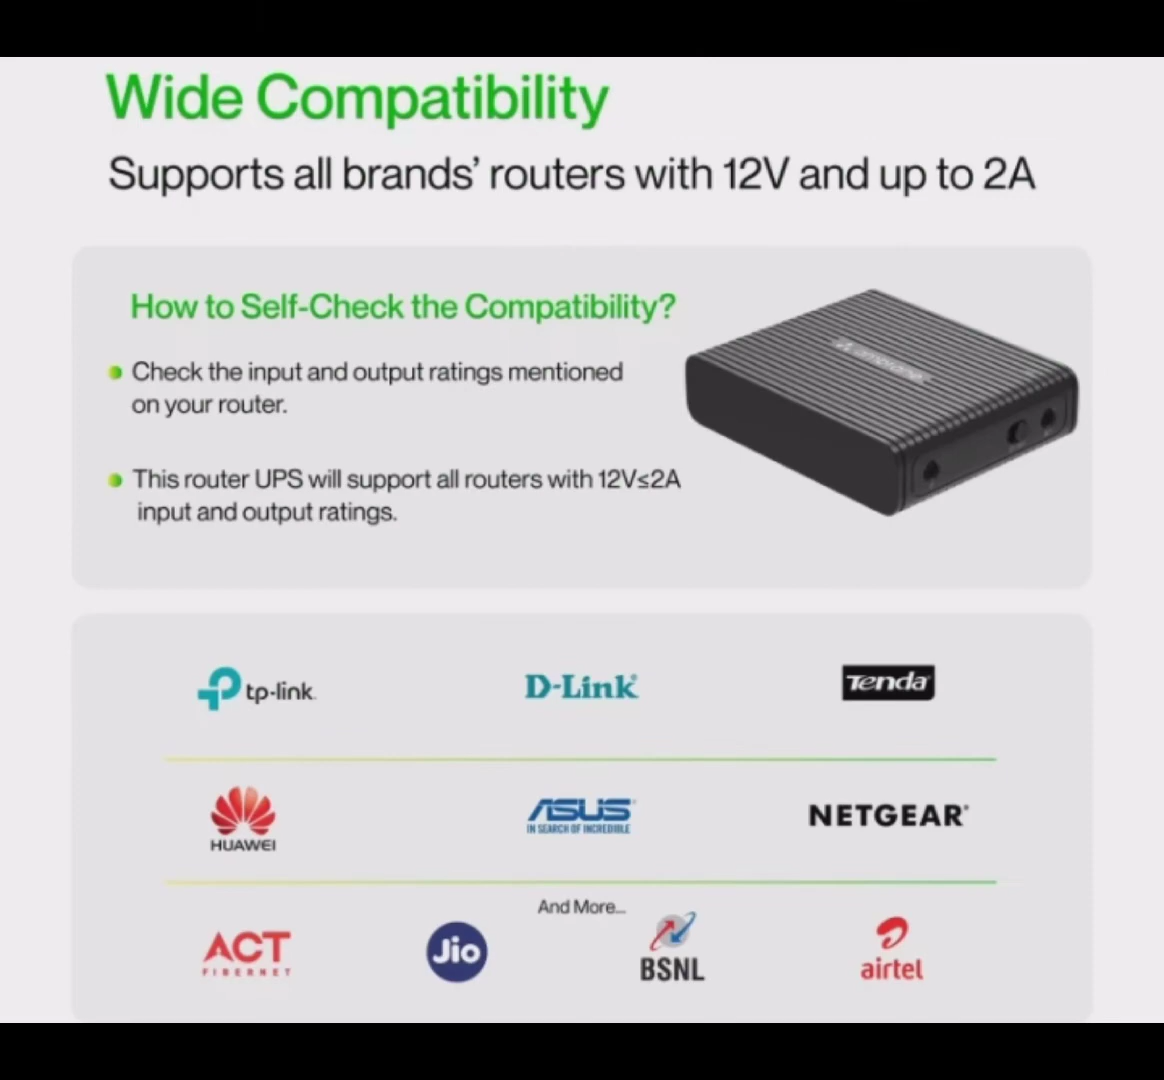 Wide Compatibility
Supports all brands’ routers with 12V and up to 2A
How to Self-Check the Compatibility?
Check the input and output ratings mentioned
on your router.
This router UPS will support all routers with 12V≤2A
input and output ratings.
tp-link
D-Link
Tenda
HUAWEI
ASUS
IN SEARCH OF INCREDIBLE
NETGEAR
And More...
ACT
FIBERNET
Jio
BSNL
airtel